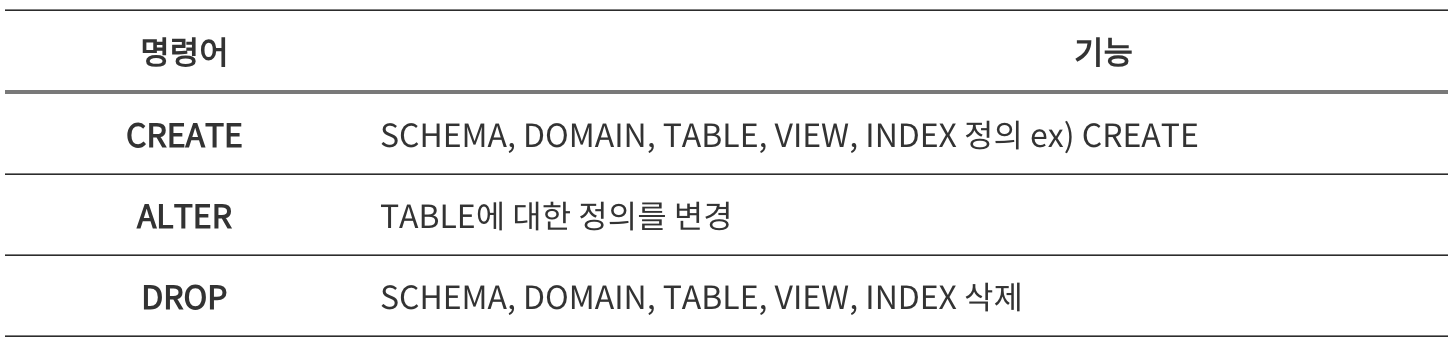 명령어 기능
CREATE SCHEMA, DOMAIN, TABLE, VIEW, INDEX 정의 ex) CREATE
ALTER TABLE에 대한 정의를 변경
DROP SCHEMA, DOMAIN, TABLE, VIEW, INDEX 삭제